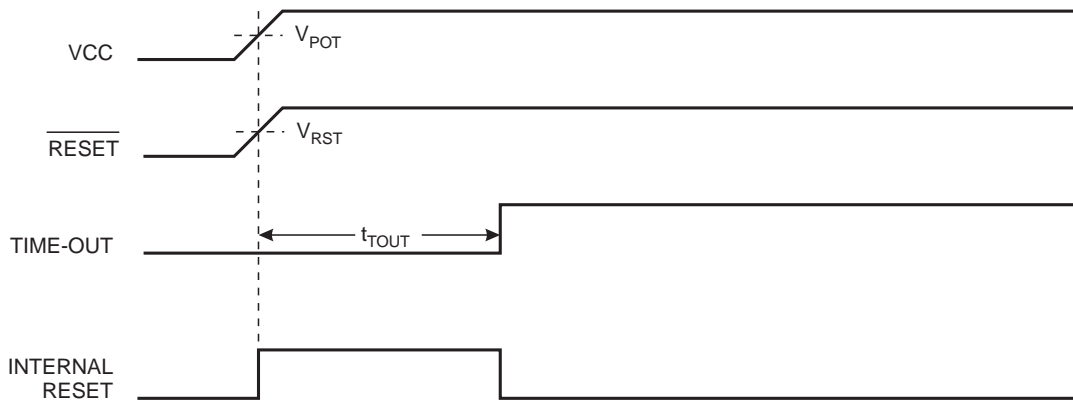 VCC
VPOT
RESET
VRST
TIME-OUT
tTOUT
INTERNAL
RESET